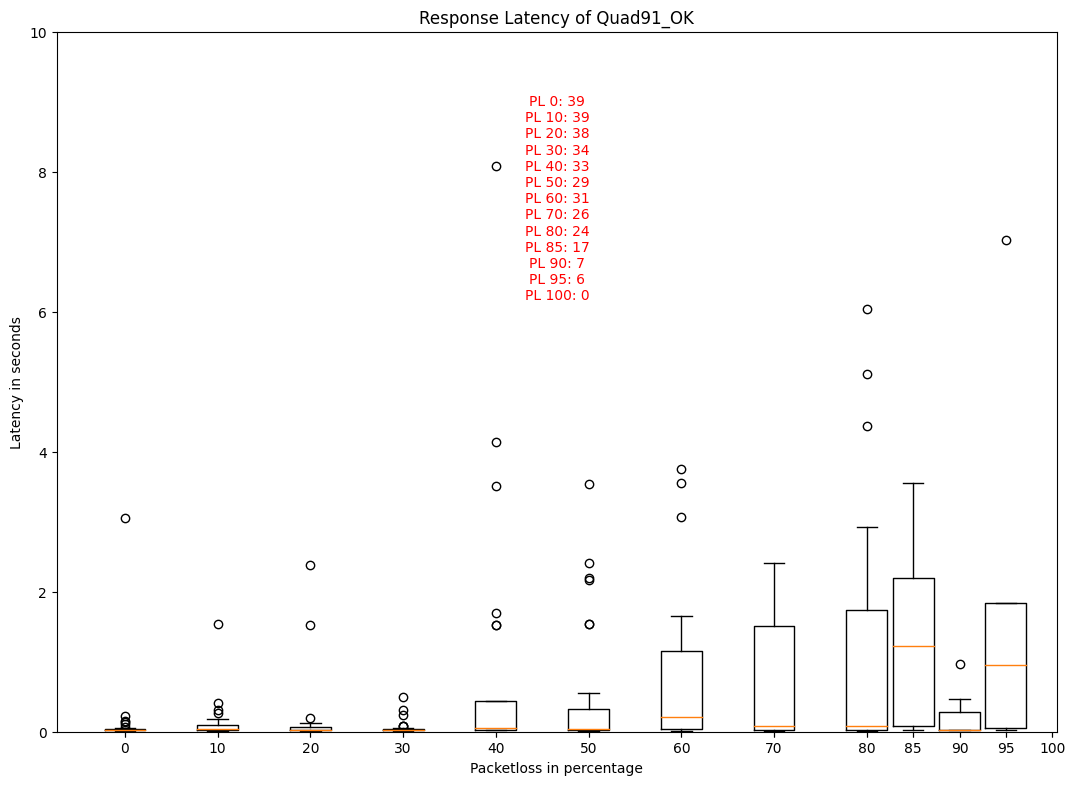 Response Latency of Quad91_OK
10
8
6
4
2
0
Latency in seconds
PL 0: 39
PL 10: 39
PL 20: 38
PL 30: 34
PL 40: 33
PL 50: 29
PL 60: 31
PL 70: 26
PL 80: 24
PL 85: 17
PL 90: 7
PL 95: 6
PL 100: 0
0 10 20 30 40 50 60 70 80 85 90 95 100
Packetloss in percentage